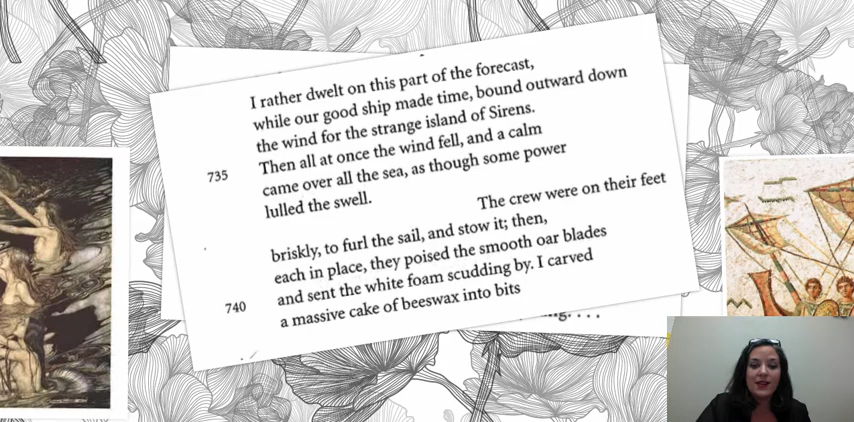 I rather dwelt on this part of the forecast,
while our good ship made time, bound outward down
the wind for the strange island of Sirens.
Then all at once the wind fell, and a calm
735 came over all the sea, as though some power
lulled the swell.
The crew were on their feet
briskly, to furl the sail, and stow it; then,
each in place, they poised the smooth oar blades
and sent the white foam scudding by. I carved
740 a massive cake of beeswax into bits